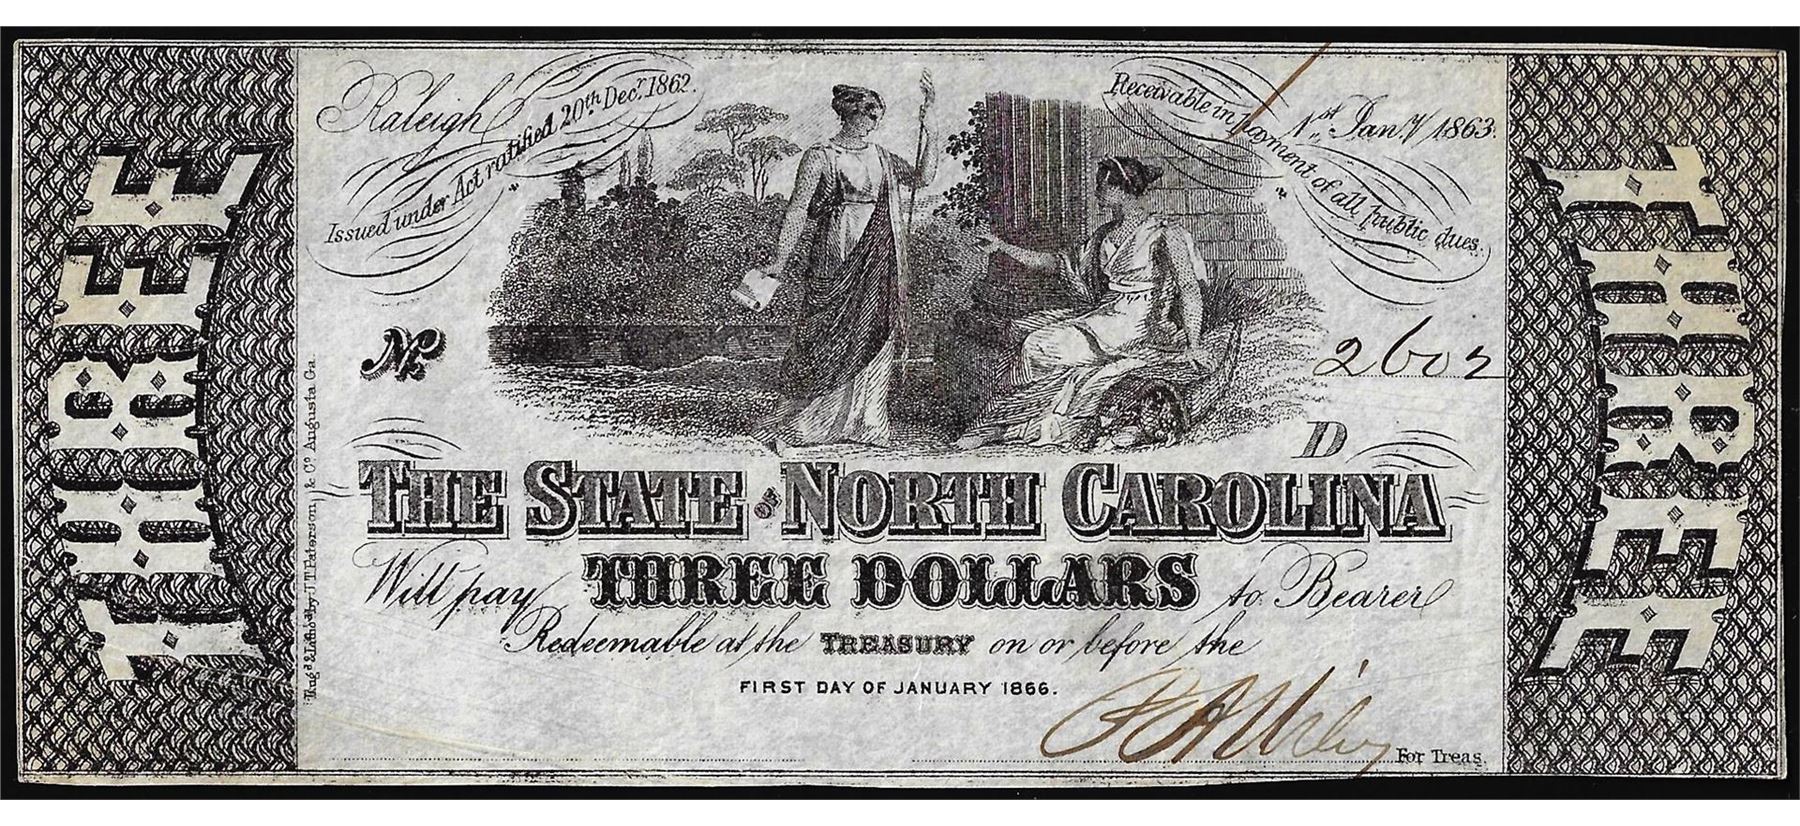 THREE
Raleigh
Issued under Act ratified 20th Decr. 1862.
Receivable in payment of all public dues.
1st Jany 1863.
No.
2602
D
THE STATE OF NORTH CAROLINA
Will pay THREE DOLLARS to Bearer
Redeemable at the TREASURY on or before the
FIRST DAY OF JANUARY 1866.
For Treas.
Eng'd & Litho'd by J.T. Paterson & Co. Augusta Ga.
THREE